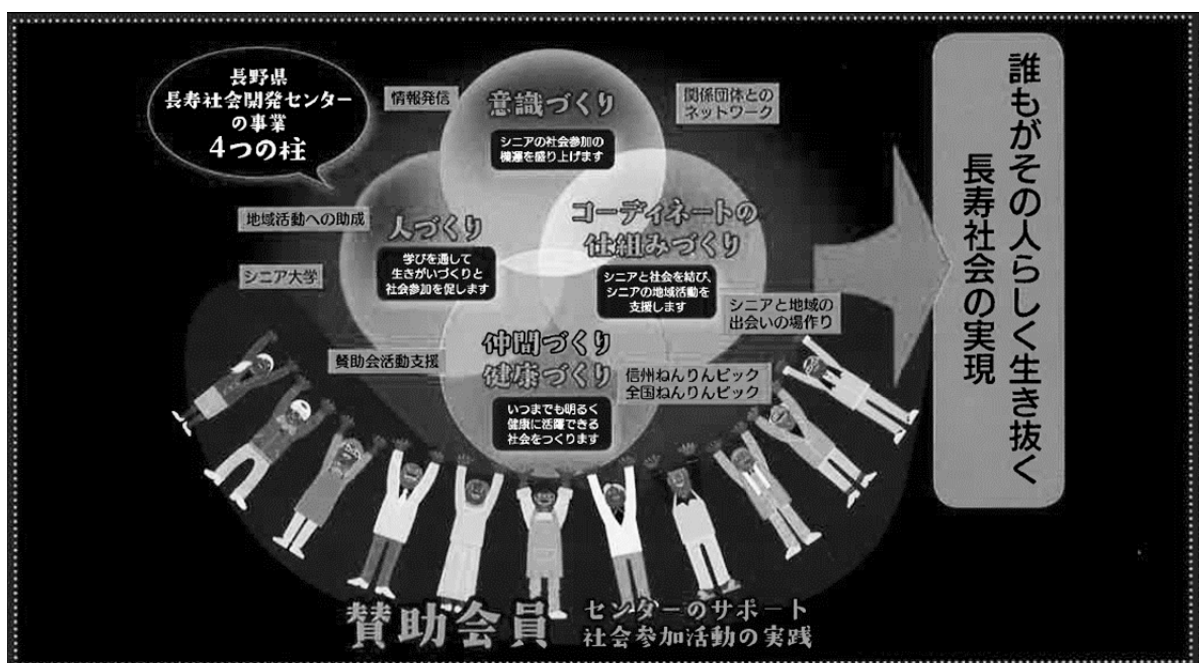 長野県
長寿社会開発センター
の事業
4つの柱
情報発信
意識づくり
シニアの社会参加の
機運を盛り上げます
関係団体との
ネットワーク
地域活動への助成
人づくり
学びを通して
生きがいづくりと
社会参加を促します
コーディネートの
仕組みづくり
シニアと社会を結び、
シニアの地域活動を
支援します
シニア大学
シニアと地域の
出会いの場作り
賛助会活動支援
仲間づくり
健康づくり
いつまでも明るく
健康に活躍できる
社会をつくります
信州ねんりんピック
全国ねんりんピック
誰もがその人らしく生き抜く
長寿社会の実現
賛助会員
センターのサポート
社会参加活動の実践